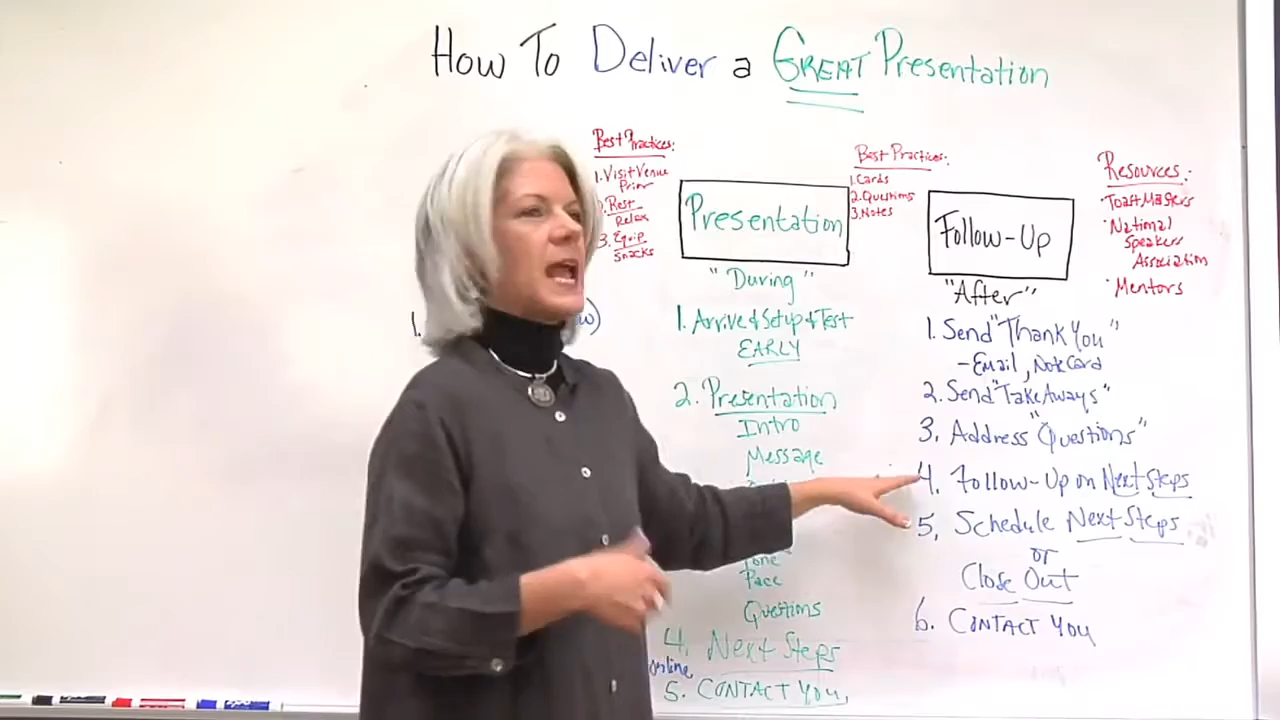 How To Deliver a GREAT Presentation
Best Practices:
1. Visit Venue
Prior
Rest
Relax
3. Equip
Snacks
1.
Presentation
"During"
1. Arrive & Setup & Test
EARLY
2. Presentation
Intro
Message
Tone
Pace
Questions
4. Next Steps
5. CONTACT YOU
Best Practices:
1. Cards
2. Questions
3. Notes
Follow-Up
"After"
1. Send "Thank You"
- Email, Note Card
2. Send "Take Aways"
3. Address "Questions"
4. Follow-Up on Next Steps
5. Schedule Next Steps
or
Close Out
6. CONTACT YOU
Resources:
· ToastMasters
· National
Speakers
Association
· Mentors